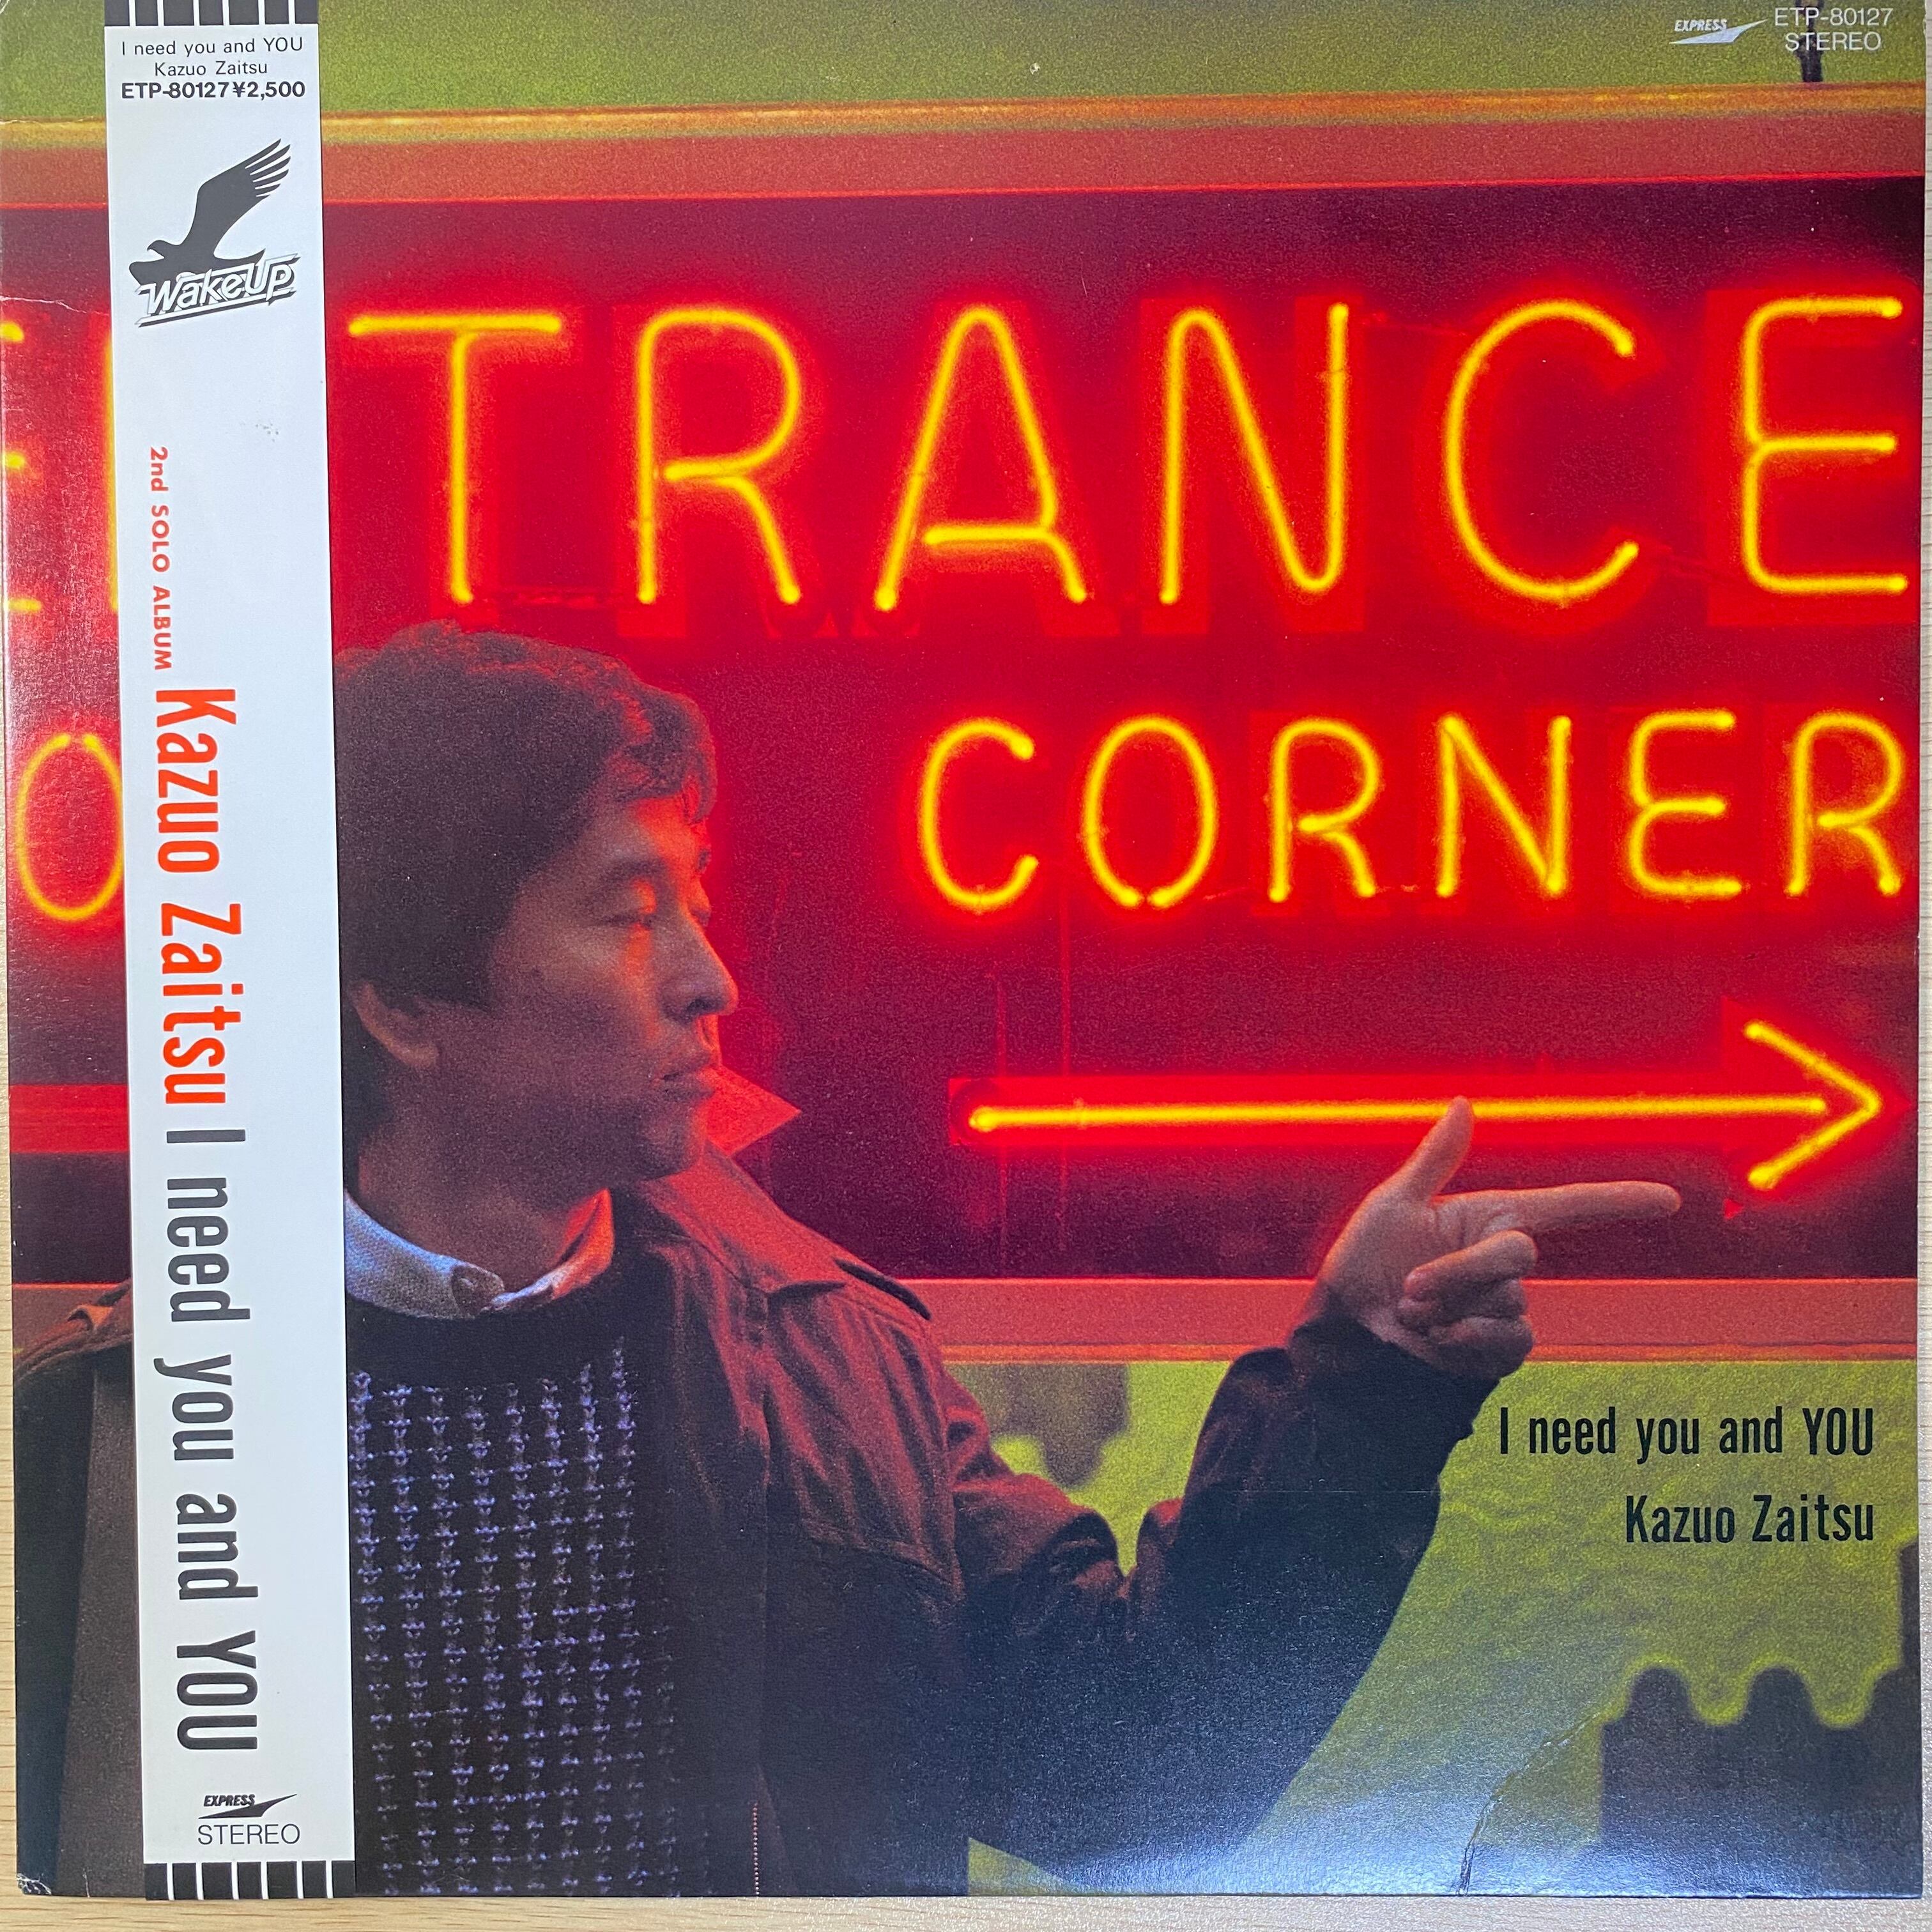 I need you and YOU
Kazuo Zaitsu
ETP-80127 ¥2,500
WakeUp
2nd SOLO ALBUM
Kazuo Zaitsu I need you and YOU
EXPRESS
STEREO
EXPRESS ETP-80127
STEREO
TRANCE
O CORNER
I need you and YOU
Kazuo Zaitsu